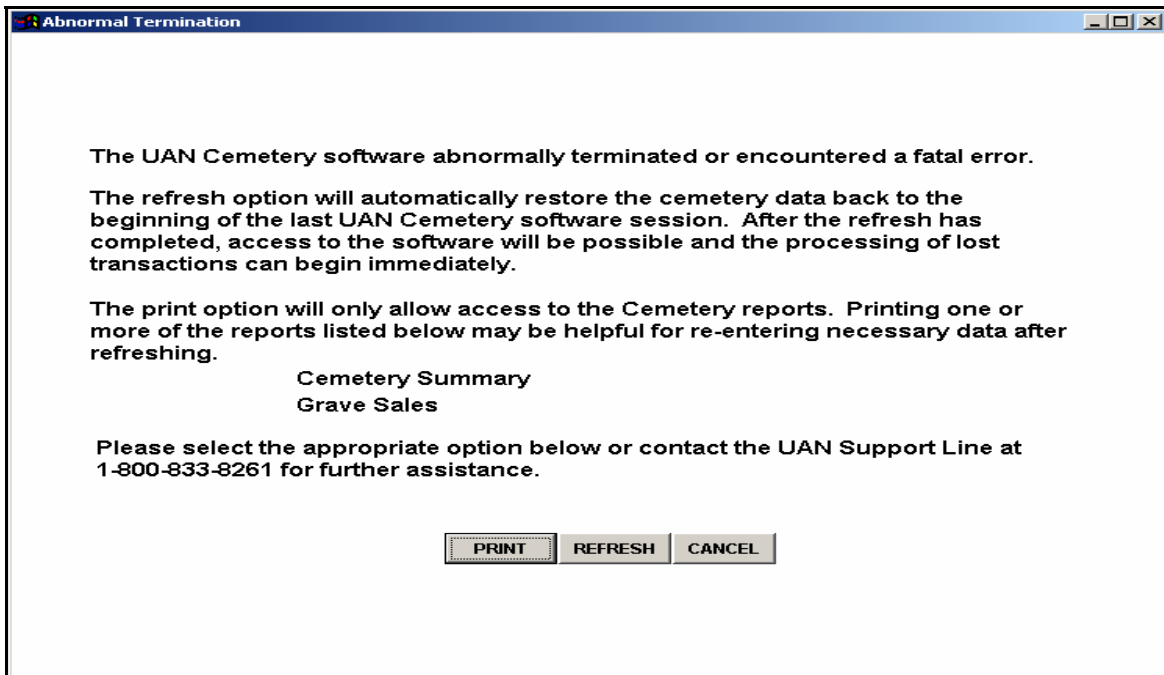 Abnormal Termination
The UAN Cemetery software abnormally terminated or encountered a fatal error.
The refresh option will automatically restore the cemetery data back to the
beginning of the last UAN Cemetery software session.  After the refresh has
completed, access to the software will be possible and the processing of lost
transactions can begin immediately.
The print option will only allow access to the Cemetery reports.  Printing one or
more of the reports listed below may be helpful for re-entering necessary data after
refreshing.
Cemetery Summary
Grave Sales
Please select the appropriate option below or contact the UAN Support Line at
1-800-833-8261 for further assistance.
PRINT REFRESH CANCEL